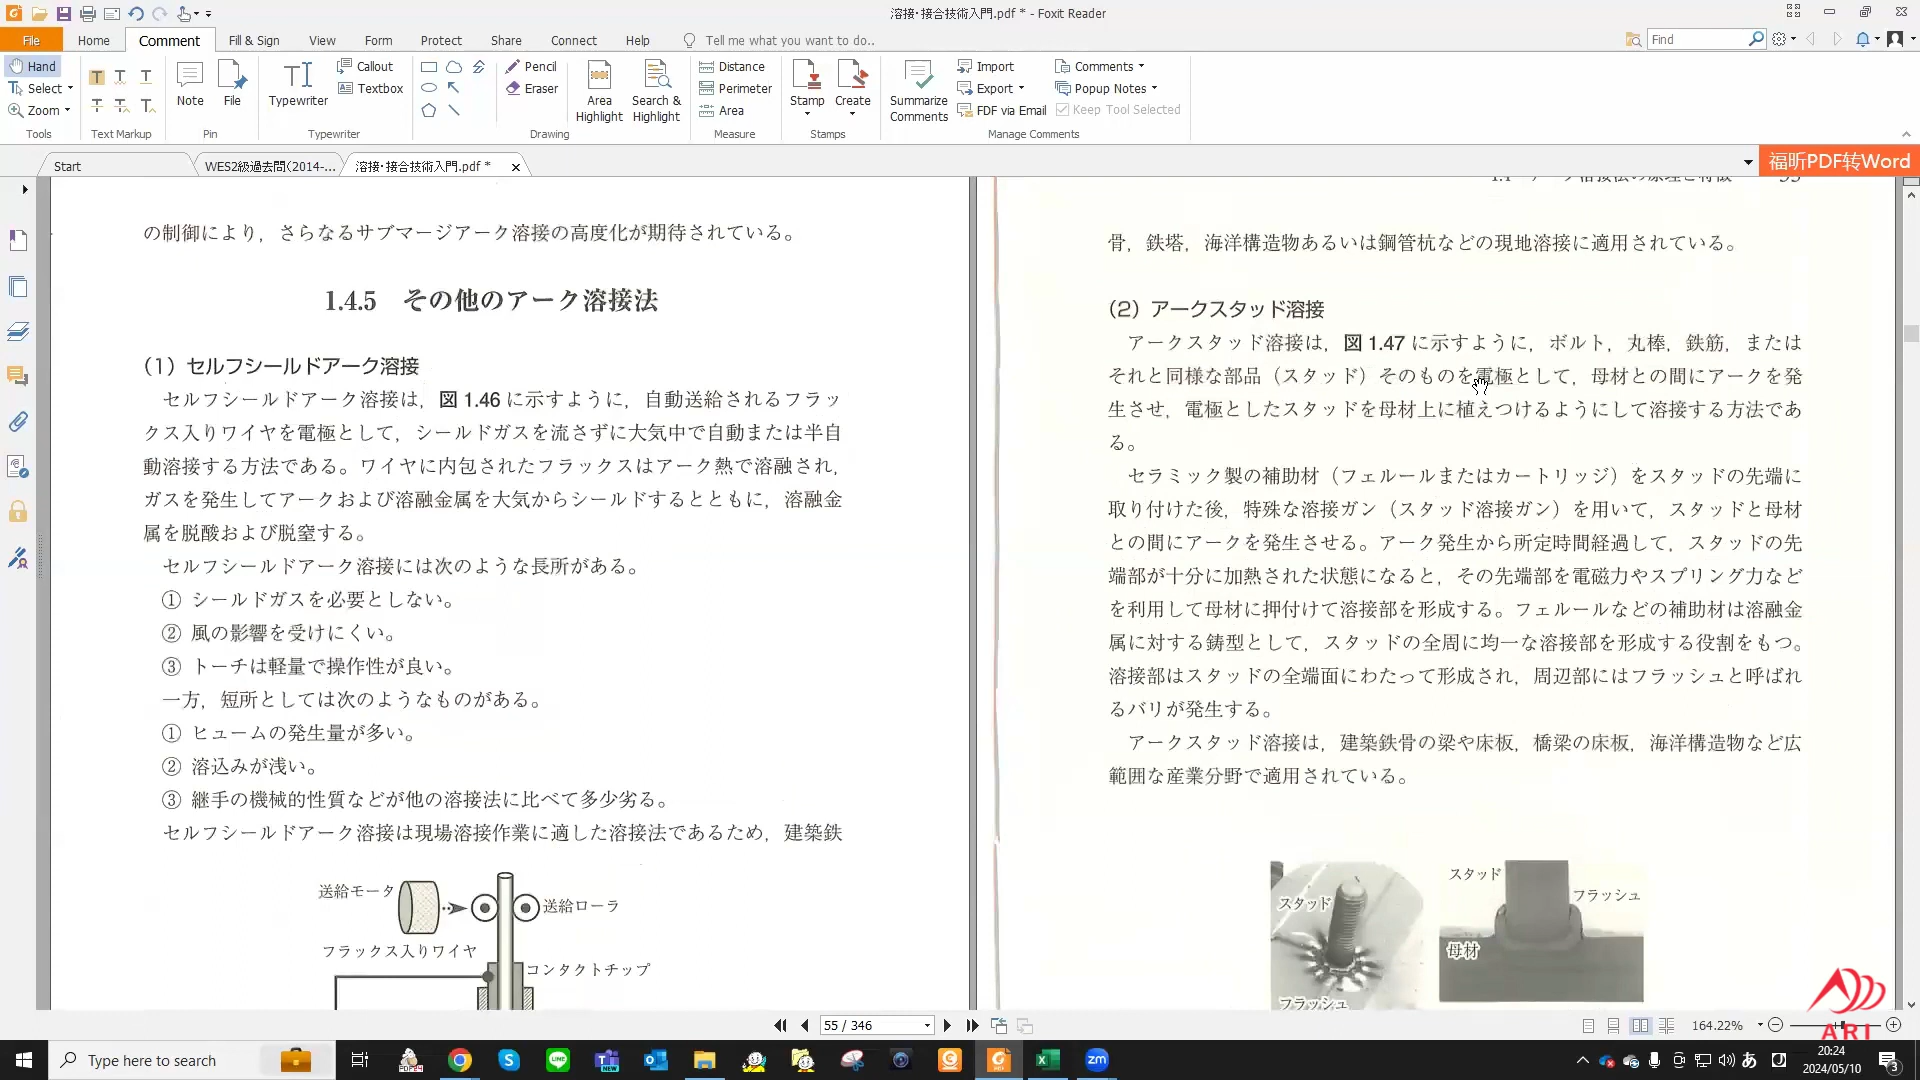 溶接･接合技術入門.pdf * - Foxit Reader
File
Home
Comment
Fill & Sign
View
Form
Protect
Share
Connect
Help
Tell me what you want to do..
Find
Hand
Select
Zoom
Tools
Text Markup
Note
File
Pin
Typewriter
Callout
Textbox
Typewriter
Pencil
Eraser
Area
Highlight
Search &
Highlight
Drawing
Distance
Perimeter
Area
Measure
Stamp
Create
Stamps
Summarize
Comments
Import
Export
FDF via Email
Comments
Popup Notes
Keep Tool Selected
Manage Comments
Start
WES2級過去問(2014-...
溶接･接合技術入門.pdf *
福昕PDF转Word
の制御により，さらなるサブマージアーク溶接の高度化が期待されている。
1.4.5　その他のアーク溶接法
（1）セルフシールドアーク溶接
セルフシールドアーク溶接は，図 1.46 に示すように，自動送給されるフラッ
クス入りワイヤを電極として，シールドガスを流さずに大気中で自動または半自
動溶接する方法である。ワイヤに内包されたフラックスはアーク熱で溶融され，
ガスを発生してアークおよび溶融金属を大気からシールドするとともに，溶融金
属を脱酸および脱窒する。
セルフシールドアーク溶接には次のような長所がある。
① シールドガスを必要としない。
② 風の影響を受けにくい。
③ トーチは軽量で操作性が良い。
一方，短所としては次のようなものがある。
① ヒュームの発生量が多い。
② 溶込みが浅い。
③ 継手の機械的性質などが他の溶接法に比べて多少劣る。
セルフシールドアーク溶接は現場溶接作業に適した溶接法であるため，建築鉄
送給モータ
送給ローラ
フラックス入りワイヤ
コンタクトチップ
骨，鉄塔，海洋構造物あるいは鋼管杭などの現地溶接に適用されている。
（2）アークスタッド溶接
アークスタッド溶接は，図 1.47 に示すように，ボルト，丸棒，鉄筋，または
それと同様な部品（スタッド）そのものを電極として，母材との間にアークを発
生させ，電極としたスタッドを母材上に植えつけるようにして溶接する方法であ
る。
セラミック製の補助材（フェルールまたはカートリッジ）をスタッドの先端に
取り付けた後，特殊な溶接ガン（スタッド溶接ガン）を用いて，スタッドと母材
との間にアークを発生させる。アーク発生から所定時間経過して，スタッドの先
端部が十分に加熱された状態になると，その先端部を電磁力やスプリング力など
を利用して母材に押付けて溶接部を形成する。フェルールなどの補助材は溶融金
属に対する鋳型として，スタッドの全周に均一な溶接部を形成する役割をもつ。
溶接部はスタッドの全端面にわたって形成され，周辺部にはフラッシュと呼ばれ
るバリが発生する。
アークスタッド溶接は，建築鉄骨の梁や床板，橋梁の床板，海洋構造物など広
範囲な産業分野で適用されている。
スタッド
フラッシュ
スタッド
フラッシュ
母材
55 / 346
164.22%
ARI
Type here to search
あ
20:24
2024/05/10
3